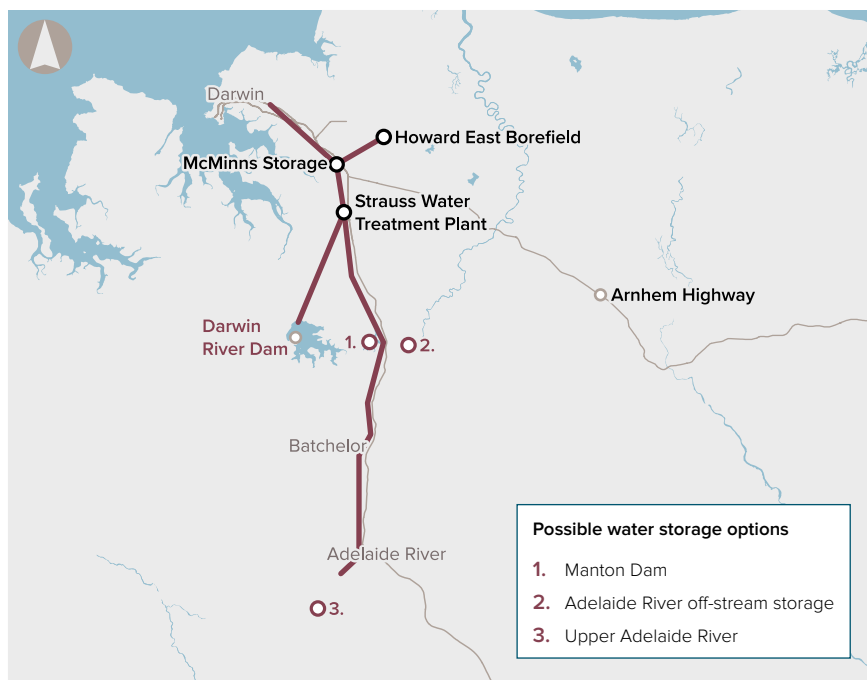 Darwin
Howard East Borefield
McMinns Storage
Strauss Water
Treatment Plant
Arnhem Highway
Darwin
River Dam
1.
2.
Batchelor
Adelaide River
3.
Possible water storage options
1. Manton Dam
2. Adelaide River off-stream storage
3. Upper Adelaide River